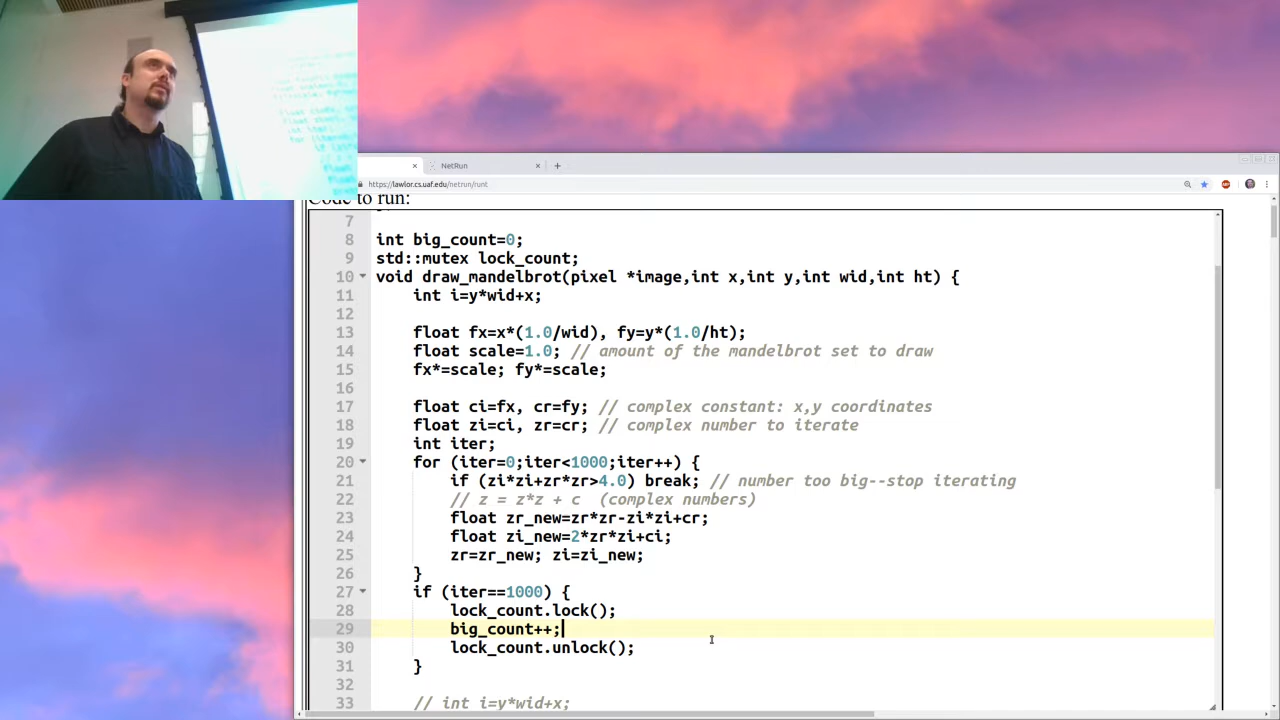 NetRun
https://lawlor.cs.uaf.edu/netrun/runt
Code to run:
7
8 int big_count=0;
9 std::mutex lock_count;
10 void draw_mandelbrot(pixel *image,int x,int y,int wid,int ht) {
11 int i=y*wid+x;
12
13 float fx=x*(1.0/wid), fy=y*(1.0/ht);
14 float scale=1.0; // amount of the mandelbrot set to draw
15 fx*=scale; fy*=scale;
16
17 float ci=fx, cr=fy; // complex constant: x,y coordinates
18 float zi=ci, zr=cr; // complex number to iterate
19 int iter;
20 for (iter=0;iter<1000;iter++) {
21 if (zi*zi+zr*zr>4.0) break; // number too big--stop iterating
22 // z = z*z + c (complex numbers)
23 float zr_new=zr*zr-zi*zi+cr;
24 float zi_new=2*zr*zi+ci;
25 zr=zr_new; zi=zi_new;
26 }
27 if (iter==1000) {
28 lock_count.lock();
29 big_count++;
30 lock_count.unlock();
31 }
32
33 // int i=y*wid+x;